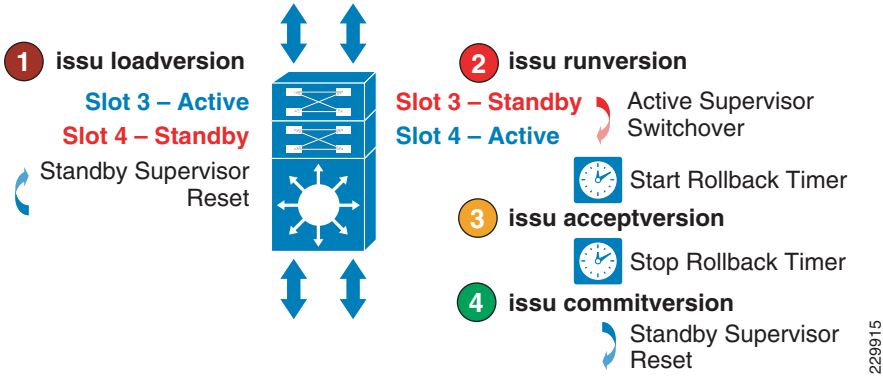 1 issu loadversion
Slot 3 – Active
Slot 4 – Standby
Standby Supervisor
Reset
2 issu runversion
Slot 3 – Standby
Slot 4 – Active
Active Supervisor
Switchover
Start Rollback Timer
3 issu acceptversion
Stop Rollback Timer
4 issu commitversion
Standby Supervisor
Reset
229915